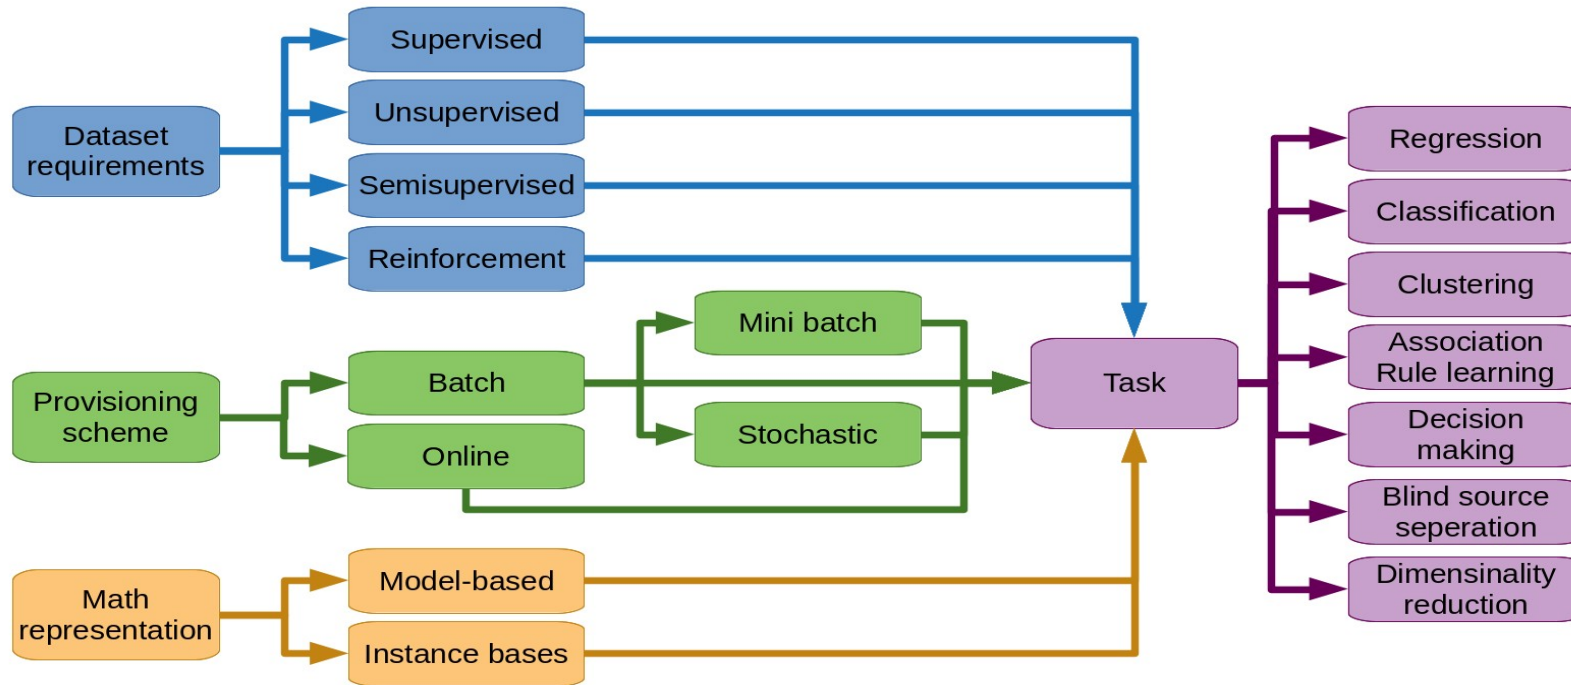 Supervised
Unsupervised
Dataset
requirements
Semisupervised
Reinforcement
Mini batch
Batch
Provisioning
scheme
Stochastic
Online
Model-based
Math
representation
Instance bases
Task
Regression
Classification
Clustering
Association
Rule learning
Decision
making
Blind source
seperation
Dimensinality
reduction